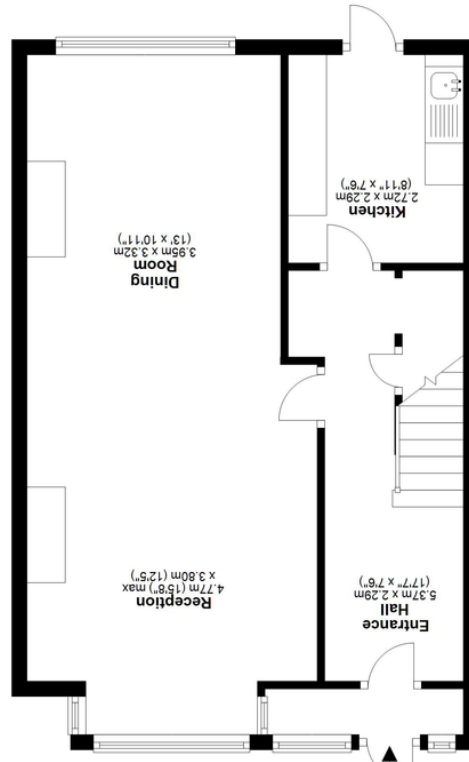 Entrance
Hall
5.37m x 2.29m
(17'7" x 7'6")
Reception
4.77m (15'8") max
x 3.80m (12'5")
Dining
Room
3.95m x 3.32m
(13' x 10'11")
Kitchen
2.72m x 2.29m
(8'11" x 7'6")